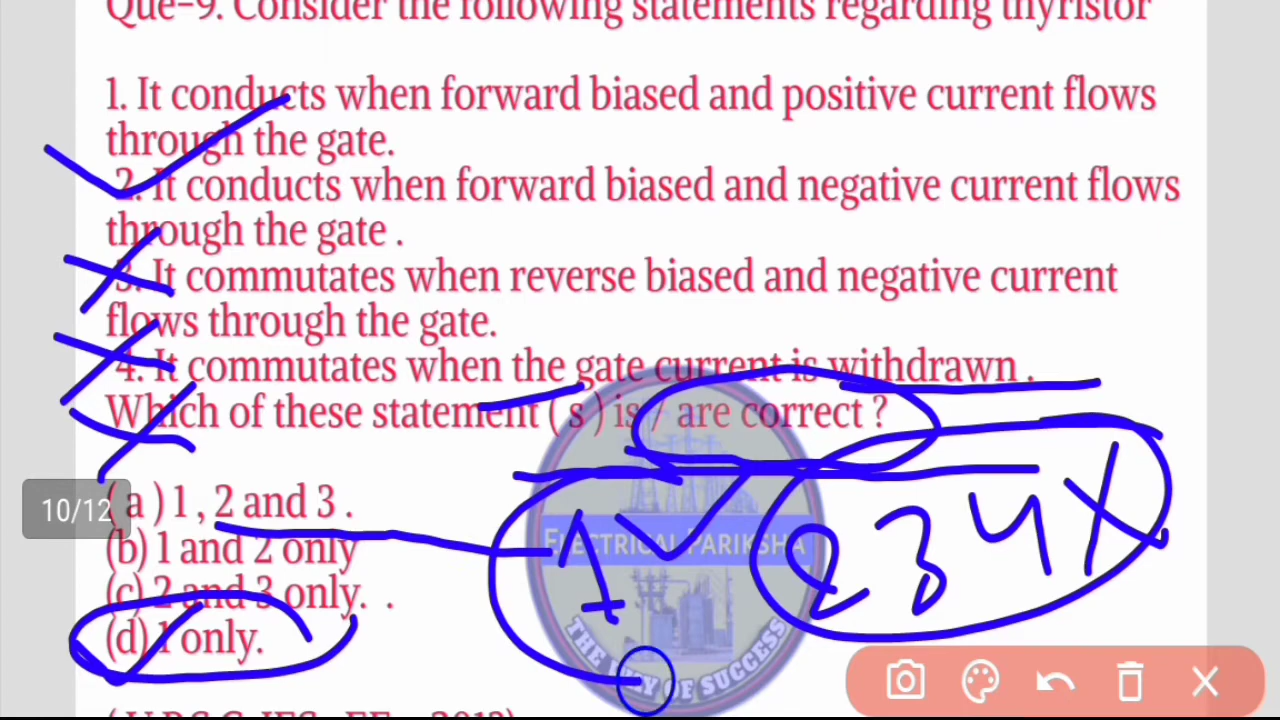 Que-9. Consider the following statements regarding thyristor
1. It conducts when forward biased and positive current flows
through the gate.
2. It conducts when forward biased and negative current flows
through the gate .
3. It commutates when reverse biased and negative current
flows through the gate.
4. It commutates when the gate current is withdrawn .
Which of these statement ( s ) is / are correct ?
( a ) 1 , 2 and 3 .
(b) 1 and 2 only
(c) 2 and 3 only. .
(d) 1 only.
10/12
1
2 3 4
ELECTRICAL PARIKSHA
THE KEY OF SUCCESS